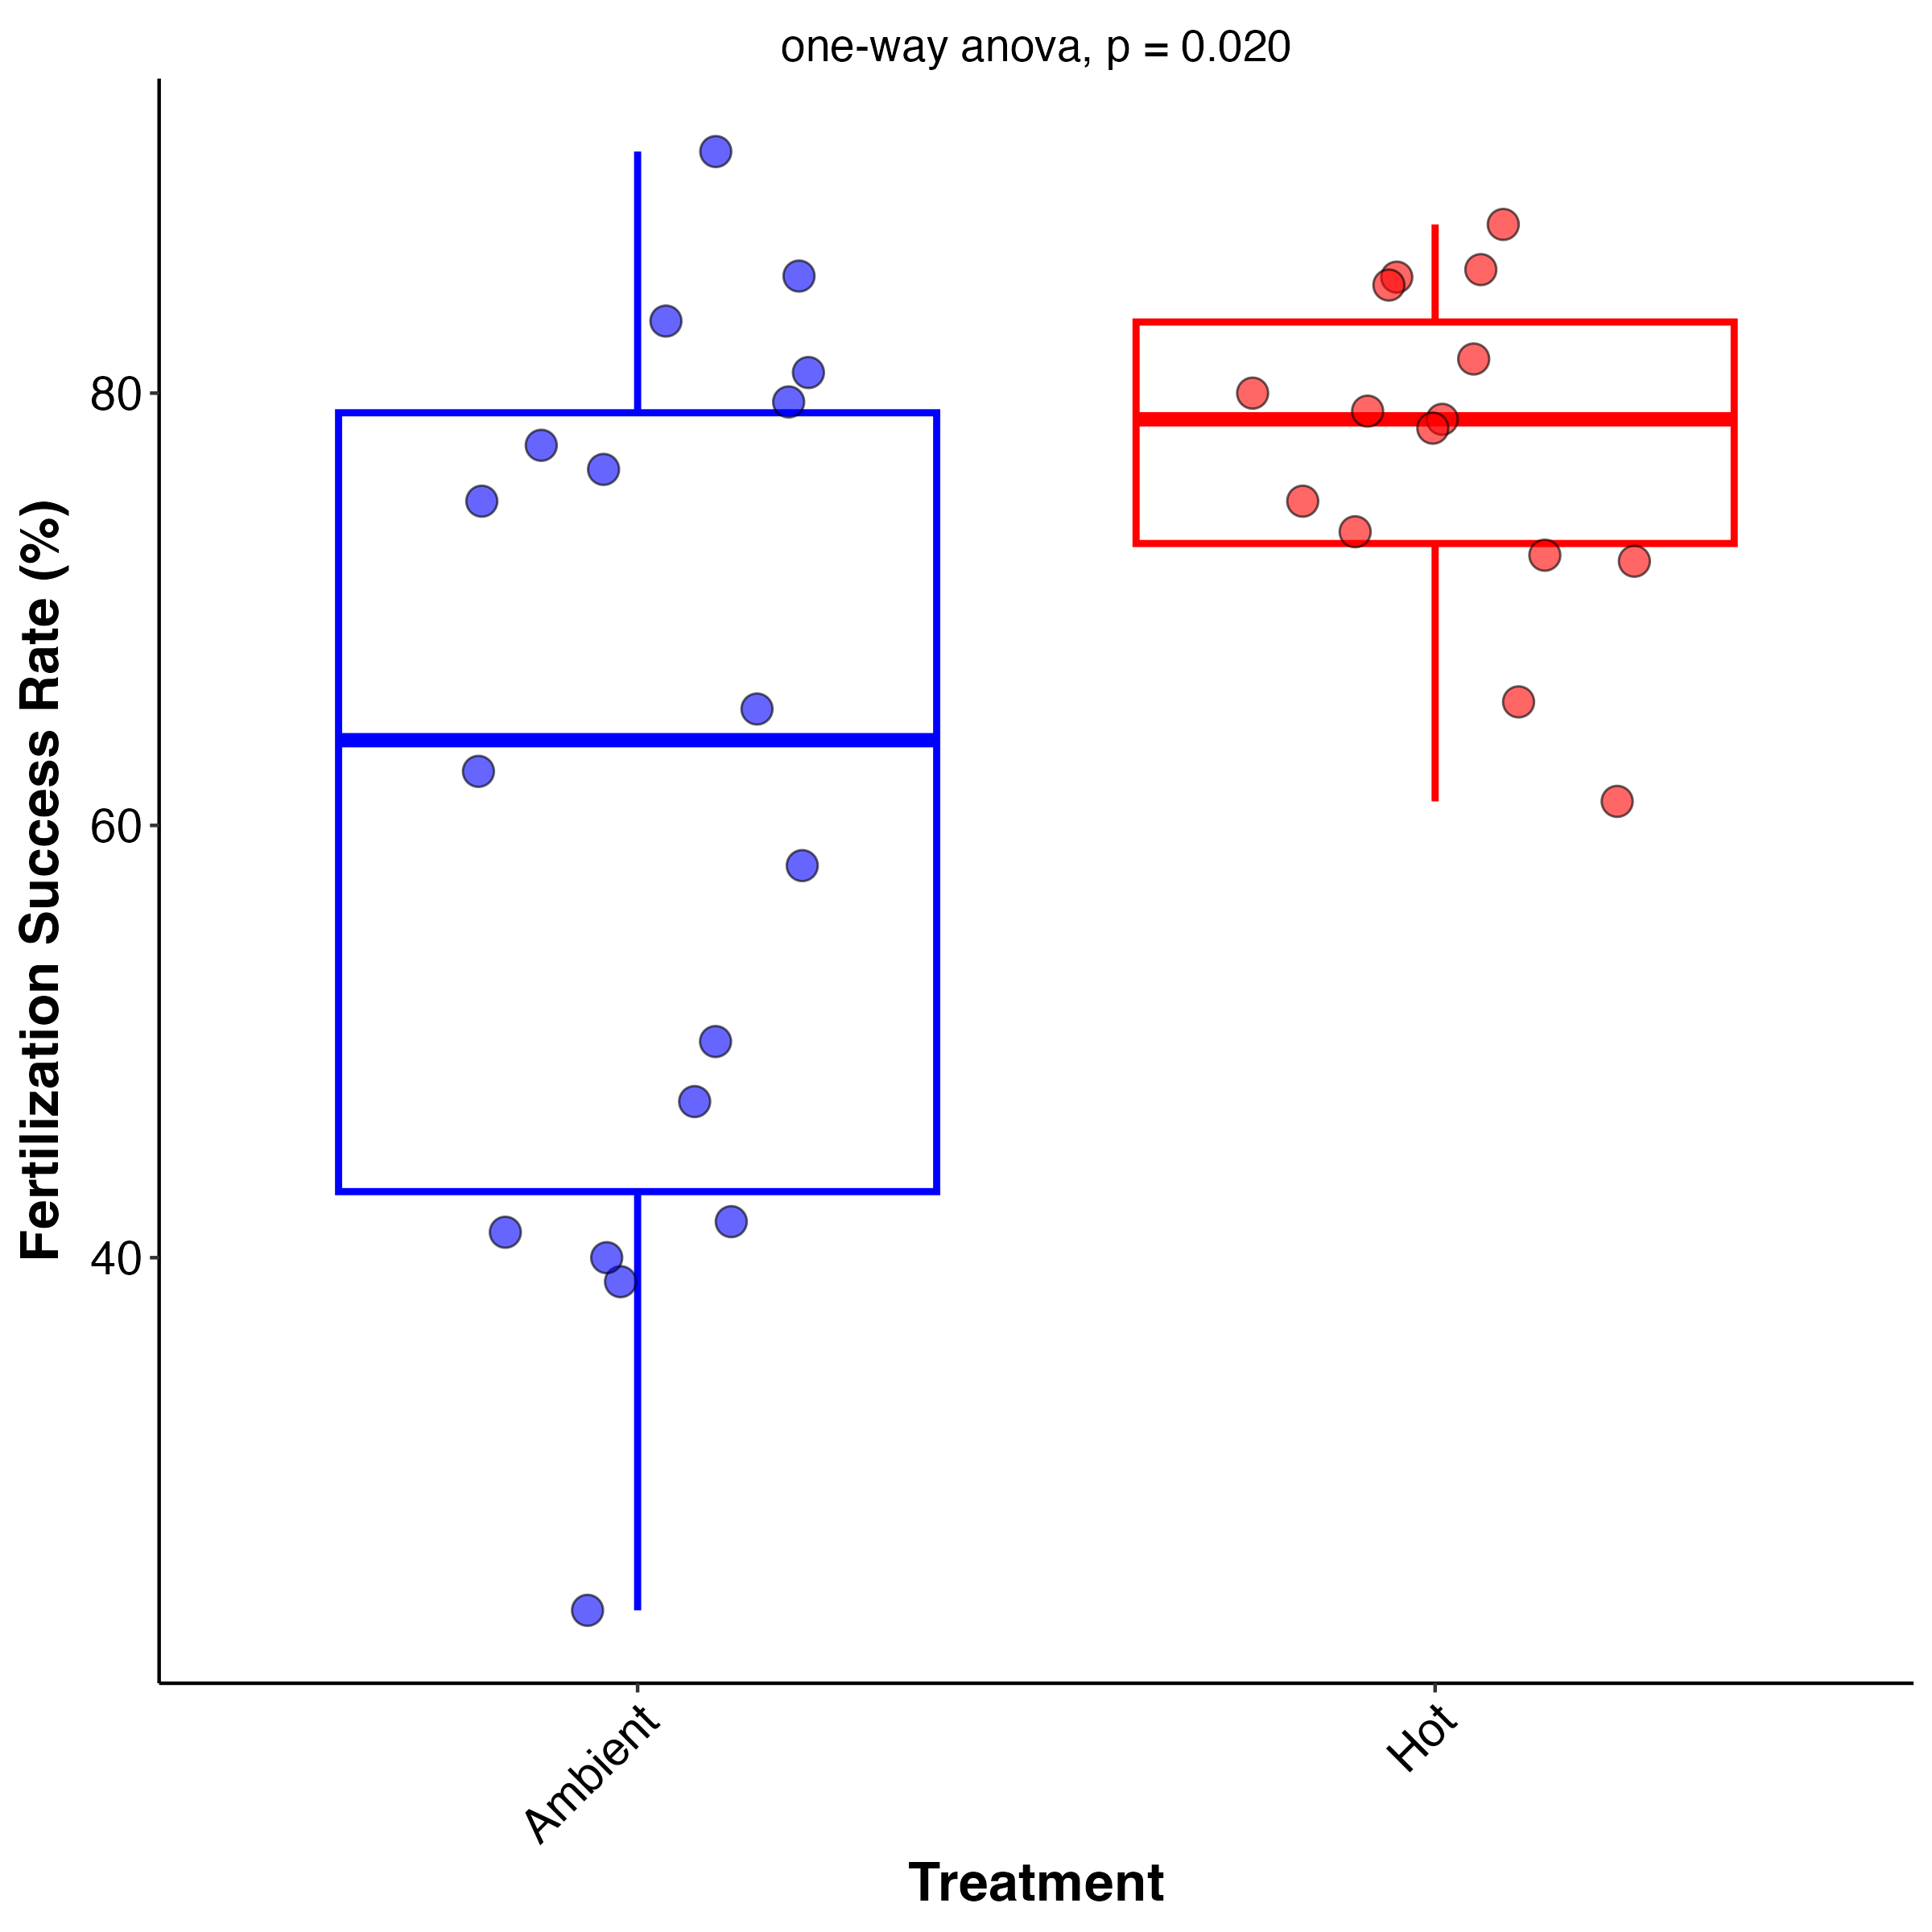 one-way anova, p = 0.020
Fertilization Success Rate (%)
80
60
40
Ambient
Hot
Treatment